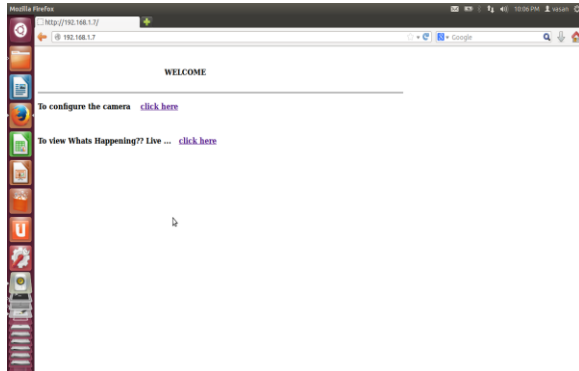 Mozilla Firefox
10:06 PM vasan
http://192.168.1.7/
192.168.1.7
Google
WELCOME
To configure the camera click here
To view Whats Happening?? Live ... click here